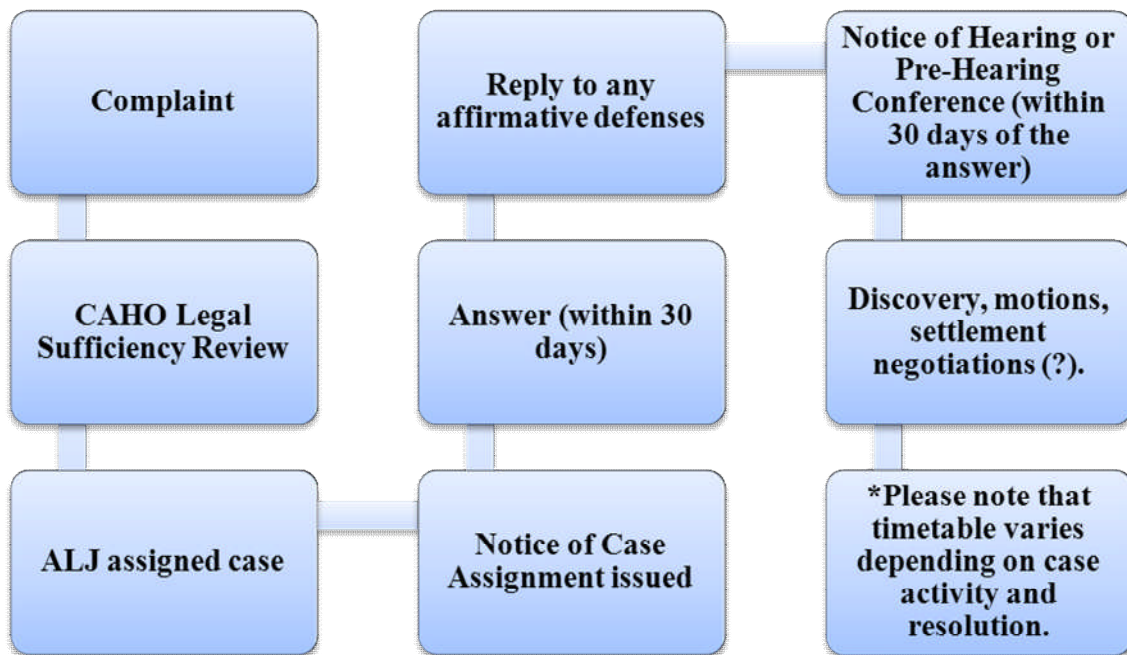 Complaint
CAHO Legal
Sufficiency Review
ALJ assigned case
Notice of Case
Assignment issued
Answer (within 30
days)
Reply to any
affirmative defenses
Notice of Hearing or
Pre-Hearing
Conference (within
30 days of the
answer)
Discovery, motions,
settlement
negotiations (?).
*Please note that
timetable varies
depending on case
activity and
resolution.